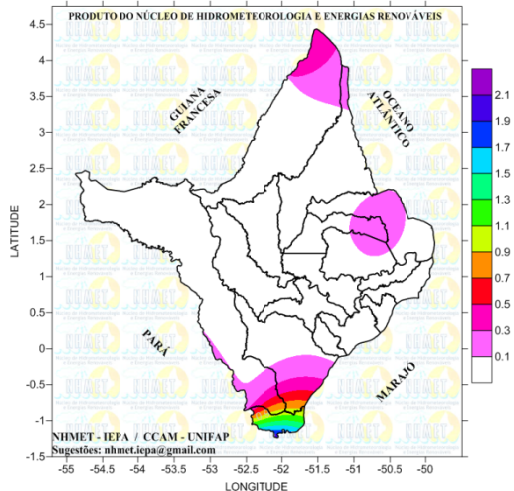 PRODUTO DO NÚCLEO DE HIDROMETEOROLOGIA E ENERGIAS RENOVÁVEIS
4.5
4
3.5
3
2.5
2
1.5
1
0.5
0
-0.5
-1
-1.5
LATITUDE
GUIANA
FRANCESA
OCEANO
ATLÂNTICO
PARÁ
MARAJÓ
2.1
1.9
1.7
1.5
1.3
1.1
0.9
0.7
0.5
0.3
0.1
NHMET - IEPA / CCAM - UNIFAP
Sugestões: nhmet.iepa@gmail.com
-55 -54.5 -54 -53.5 -53 -52.5 -52 -51.5 -51 -50.5 -50
LONGITUDE